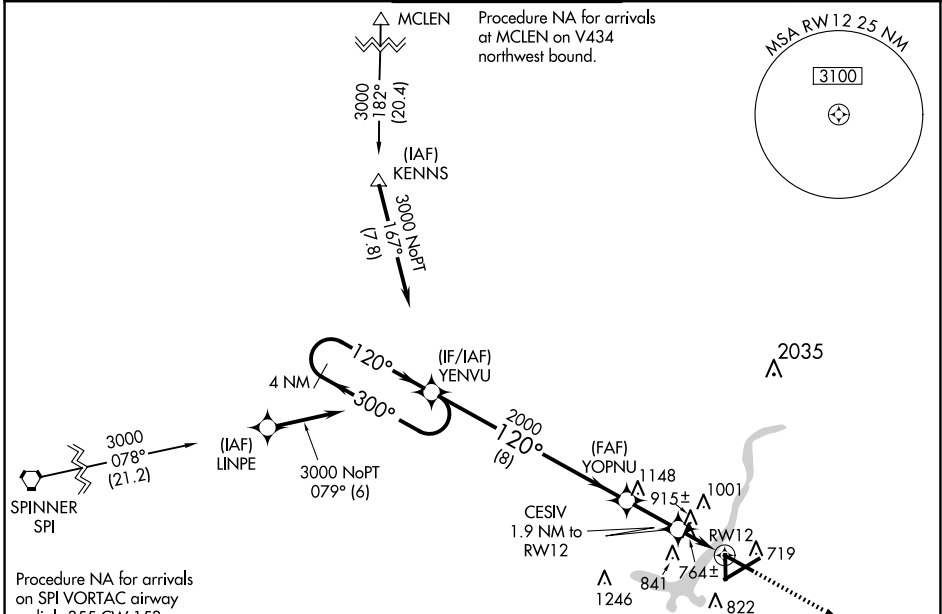 MCLEN
Procedure NA for arrivals
at MCLEN on V434
northwest bound.
MSA RW12 25 NM
3100
3000
182°
(20.4)
(IAF)
KENNS
3000 NoPT
167°
(7.8)
120°
4 NM
300°
(IF/IAF)
YENVU
2035
2000
120°
(8)
3000
078°
(21.2)
(IAF)
LINPE
3000 NoPT
079° (6)
SPINNER
SPI
(FAF)
YOPNU
1148
915±
1001
CESIV
1.9 NM to
RW12
RW12
719
841
764±
1246
822
Procedure NA for arrivals
on SPI VORTAC airway